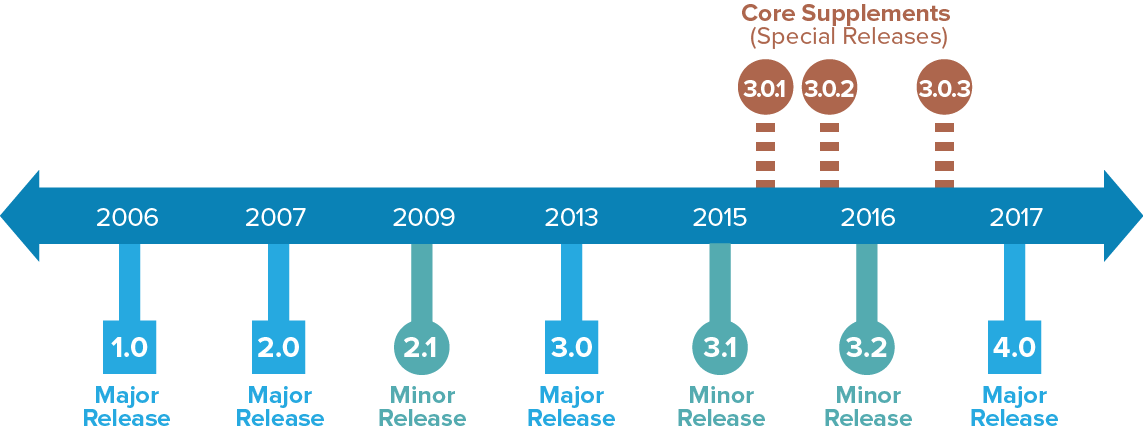 Core Supplements
(Special Releases)
3.0.1 3.0.2 3.0.3
2006 2007 2009 2013 2015 2016 2017
1.0 2.0 2.1 3.0 3.1 3.2 4.0
Major Major Minor Major Minor Minor Major
Release Release Release Release Release Release Release